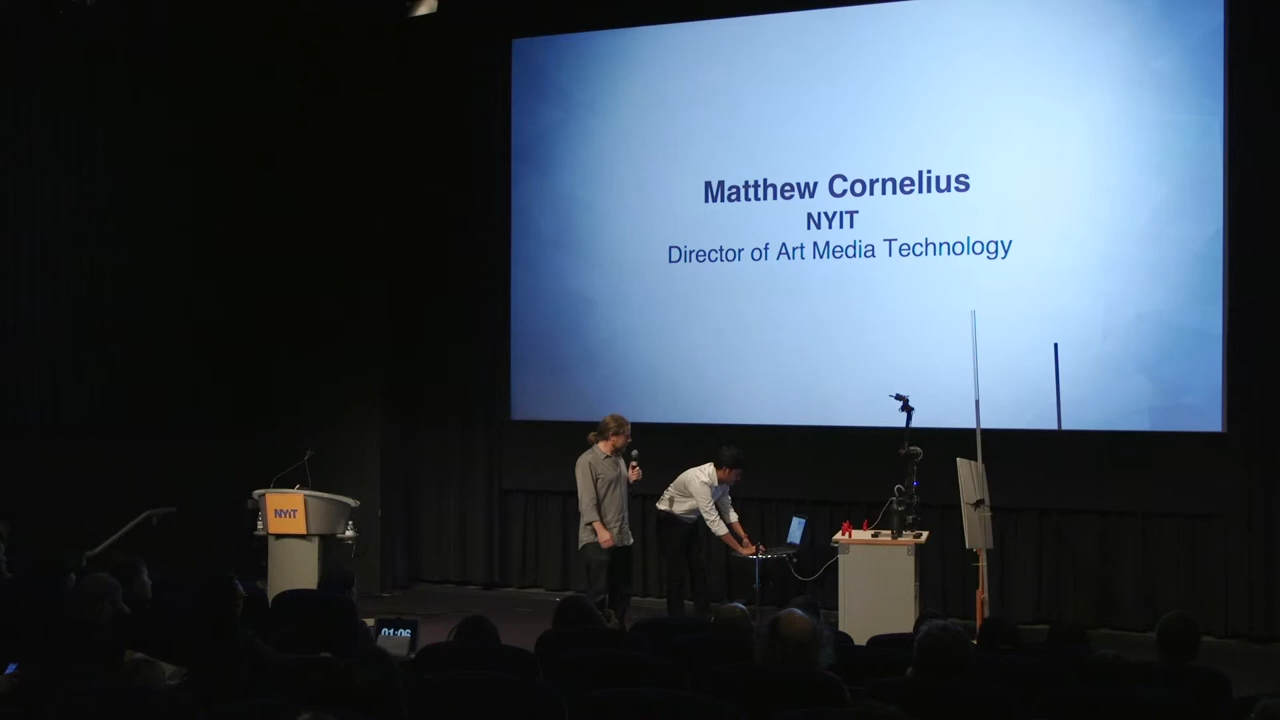 Matthew Cornelius
NYIT
Director of Art Media Technology
NYIT
01:06